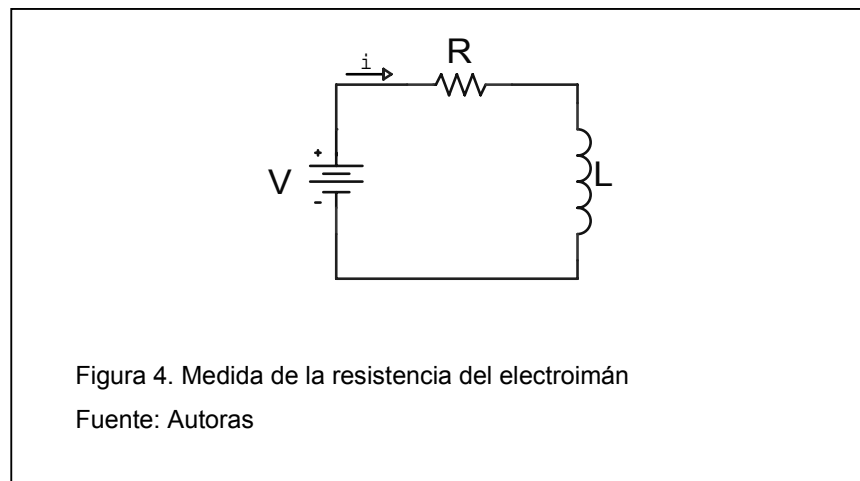 R
i
V
+
-
L
Figura 4. Medida de la resistencia del electroimán
Fuente: Autoras